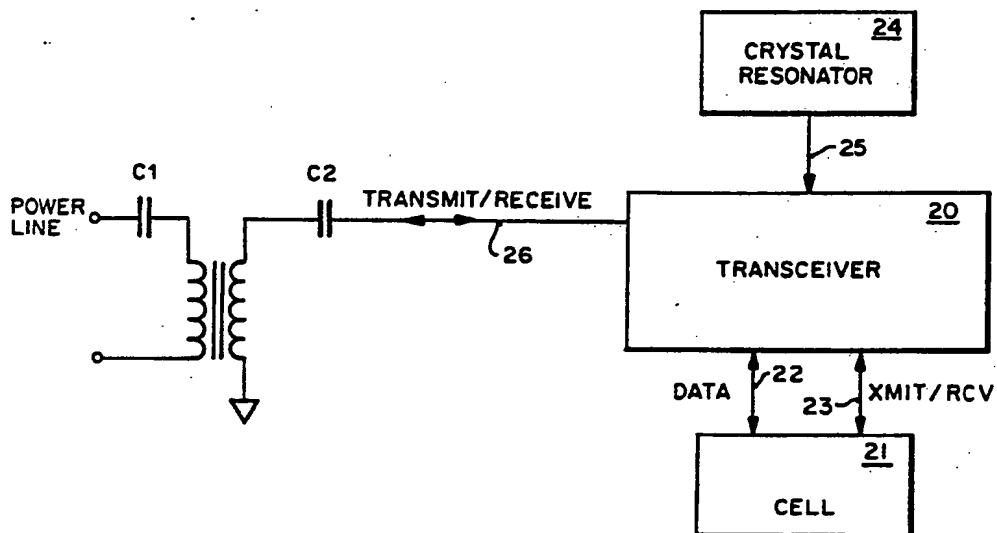 24
CRYSTAL
RESONATOR
25
C1
C2
TRANSMIT/RECEIVE
POWER
LINE
26
20
TRANSCEIVER
DATA
22
23
XMIT/RCV
21
CELL